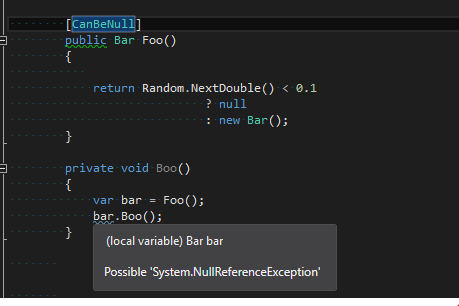 [CanBeNull]
public Bar Foo()
{
return Random.NextDouble() < 0.1
? null
: new Bar();
}
private void Boo()
{
var bar = Foo();
bar.Boo();
}
(local variable) Bar bar
Possible 'System.NullReferenceException'